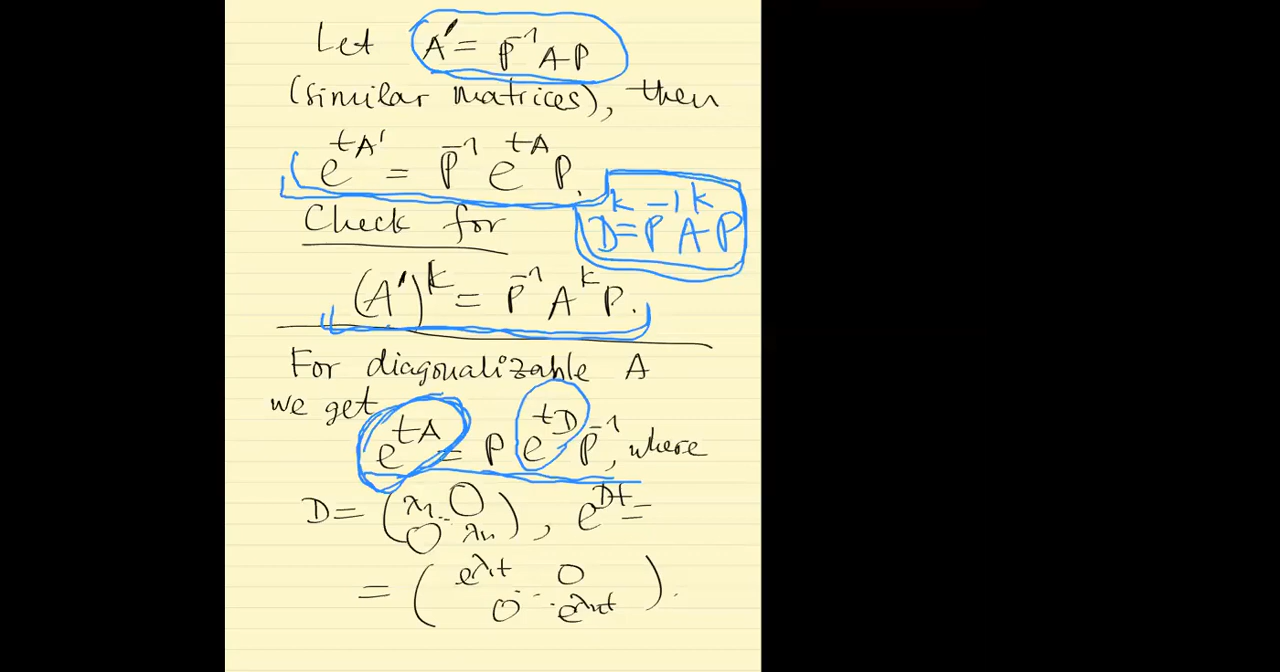 Let A' = P⁻¹AP
(similar matrices), then
e^{tA'} = P⁻¹ e^{tA} P.
D^k = P⁻¹ A^k P
Check for
(A')^k = P⁻¹ A^k P.
For diagonalizable A
we get
e^{tA} = P e^{tD} P⁻¹, where
D = (λ₁ 0 ⋱ 0 λn), e^{Dt} =
= (e^{λ₁t} 0 ⋱ 0 e^{λnt}).